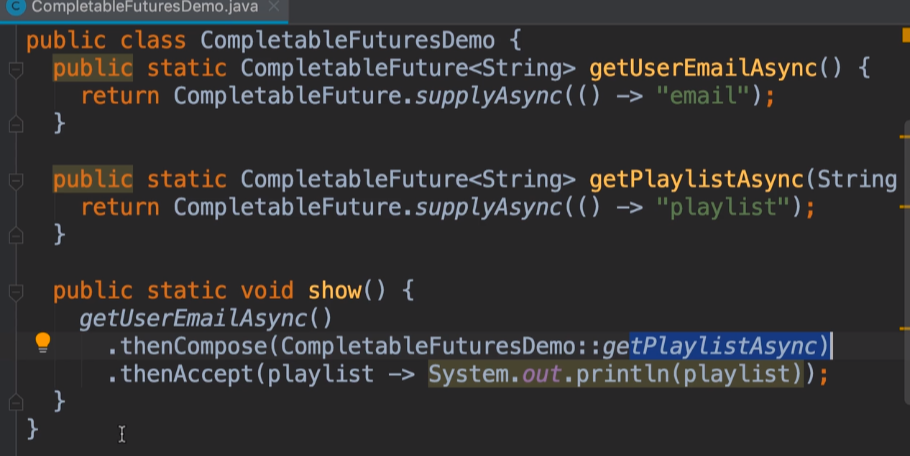 CompletableFuturesDemo.java
public class CompletableFuturesDemo {
public static CompletableFuture<String> getUserEmailAsync() {
return CompletableFuture.supplyAsync(() -> "email");
}
public static CompletableFuture<String> getPlaylistAsync(String
return CompletableFuture.supplyAsync(() -> "playlist");
}
public static void show() {
getUserEmailAsync()
.thenCompose(CompletableFuturesDemo::getPlaylistAsync)
.thenAccept(playlist -> System.out.println(playlist));
}
}